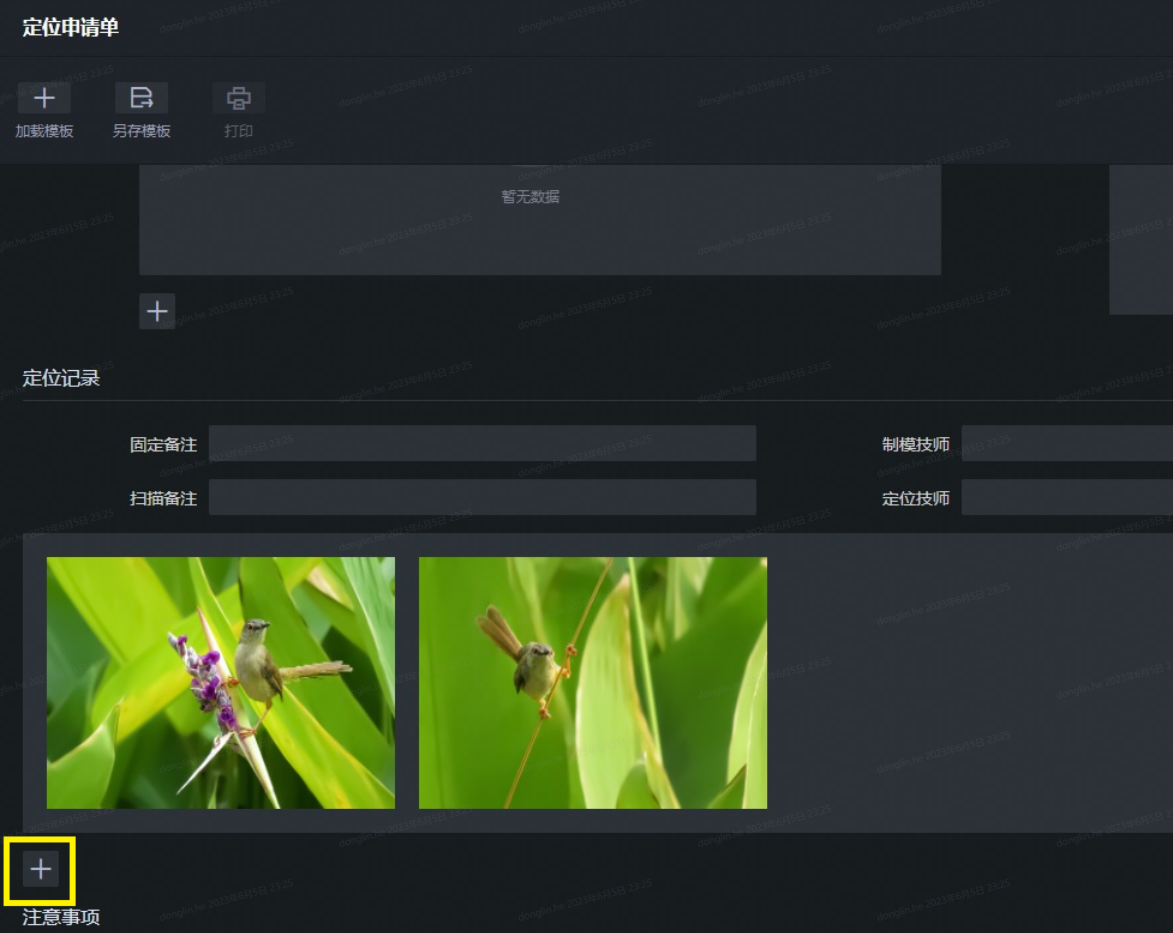 定位申请单
加载模板 另存模板 打印
暂无数据
定位记录
固定备注 制模技师
扫描备注 定位技师
注意事项
donglin.he 2023年6月5日 23:25